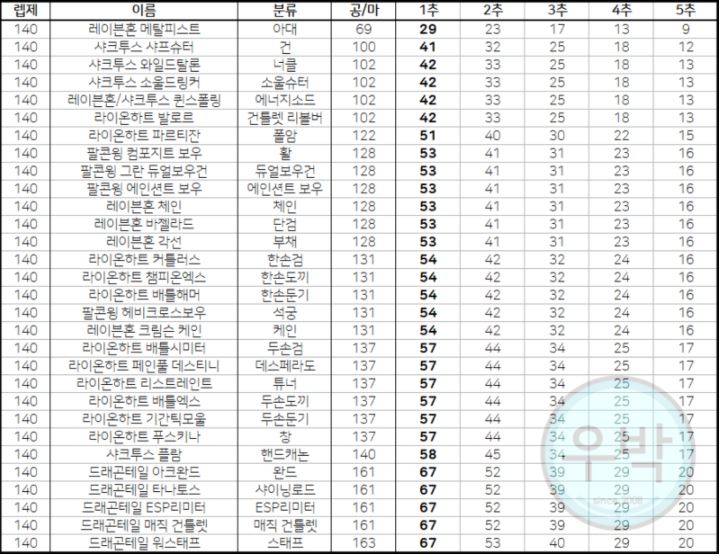 렙제 이름 분류 공/마 1추 2추 3추 4추 5추
140 레이븐혼 메탈피스트 아대 69 29 23 17 13 9
140 샤크투스 샤프슈터 건 100 41 32 25 18 12
140 샤크투스 와일드탈론 너클 102 42 33 25 18 13
140 샤크투스 소울드링커 소울슈터 102 42 33 25 18 13
140 레이븐혼/샤크투스 퀸스폴링 에너지소드 102 42 33 25 18 13
140 라이온하트 발로르 건틀렛 리볼버 102 42 33 25 18 13
140 라이온하트 파르티잔 폴암 122 51 40 30 22 15
140 팔콘윙 컴포지트 보우 활 128 53 41 31 23 16
140 팔콘윙 그란 듀얼보우건 듀얼보우건 128 53 41 31 23 16
140 팔콘윙 에인션트 보우 에인션트 보우 128 53 41 31 23 16
140 레이븐혼 체인 체인 128 53 41 31 23 16
140 레이븐혼 바젤라드 단검 128 53 41 31 23 16
140 레이븐혼 각선 부채 128 53 41 31 23 16
140 라이온하트 커틀러스 한손검 131 54 42 32 24 16
140 라이온하트 챔피온엑스 한손도끼 131 54 42 32 24 16
140 라이온하트 배틀해머 한손둔기 131 54 42 32 24 16
140 팔콘윙 헤비크로스보우 석궁 131 54 42 32 24 16
140 레이븐혼 크림슨 케인 케인 131 54 42 32 24 16
140 라이온하트 배틀시미터 두손검 137 57 44 34 25 17
140 라이온하트 페인풀 데스티니 데스페라도 137 57 44 34 25 17
140 라이온하트 리스트레인트 튜너 137 57 44 34 25 17
140 라이온하트 배틀엑스 두손도끼 137 57 44 34 25 17
140 라이온하트 기간틱모울 두손둔기 137 57 44 34 25 17
140 라이온하트 푸스키나 창 137 57 44 34 25 17
140 샤크투스 플람 핸드캐논 140 58 45 34 25 17
140 드래곤테일 아크완드 완드 161 67 52 39 29 20
140 드래곤테일 타나토스 샤이닝로드 161 67 52 39 29 20
140 드래곤테일 ESP리미터 ESP리미터 161 67 52 39 29 20
140 드래곤테일 매직 건틀렛 매직 건틀렛 161 67 52 39 29 20
140 드래곤테일 워스태프 스태프 163 67 53 40 29 20
우박
since 2008